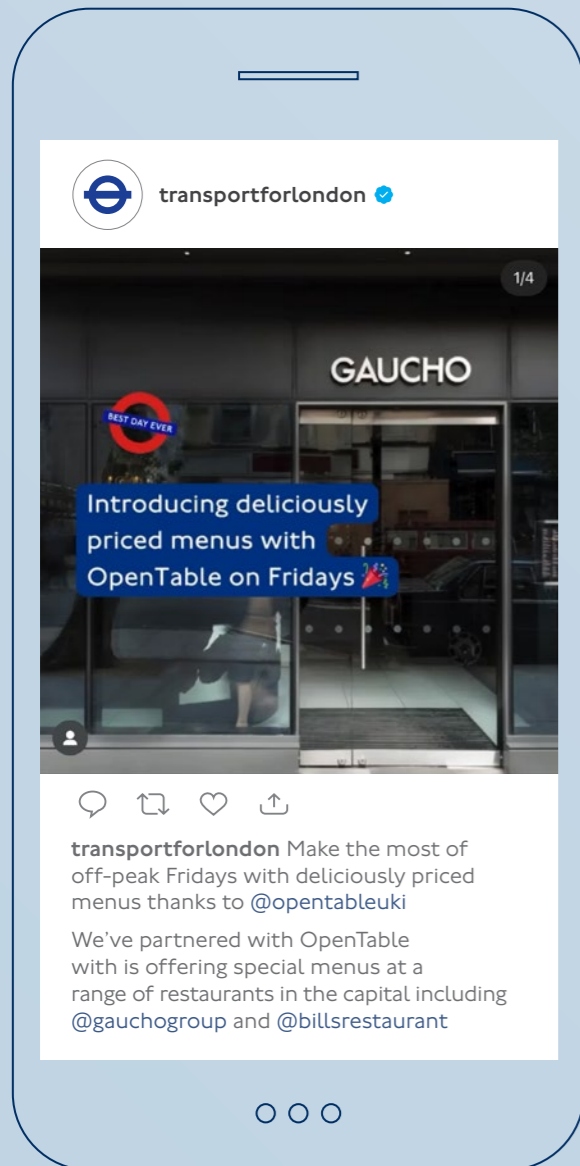 transportforlondon
1/4
GAUCHO
BEST DAY EVER
Introducing deliciously
priced menus with
OpenTable on Fridays 🎉
transportforlondon Make the most of
off-peak Fridays with deliciously priced
menus thanks to @opentableuki
We’ve partnered with OpenTable
with is offering special menus at a
range of restaurants in the capital including
@gauchogroup and @billsrestaurant